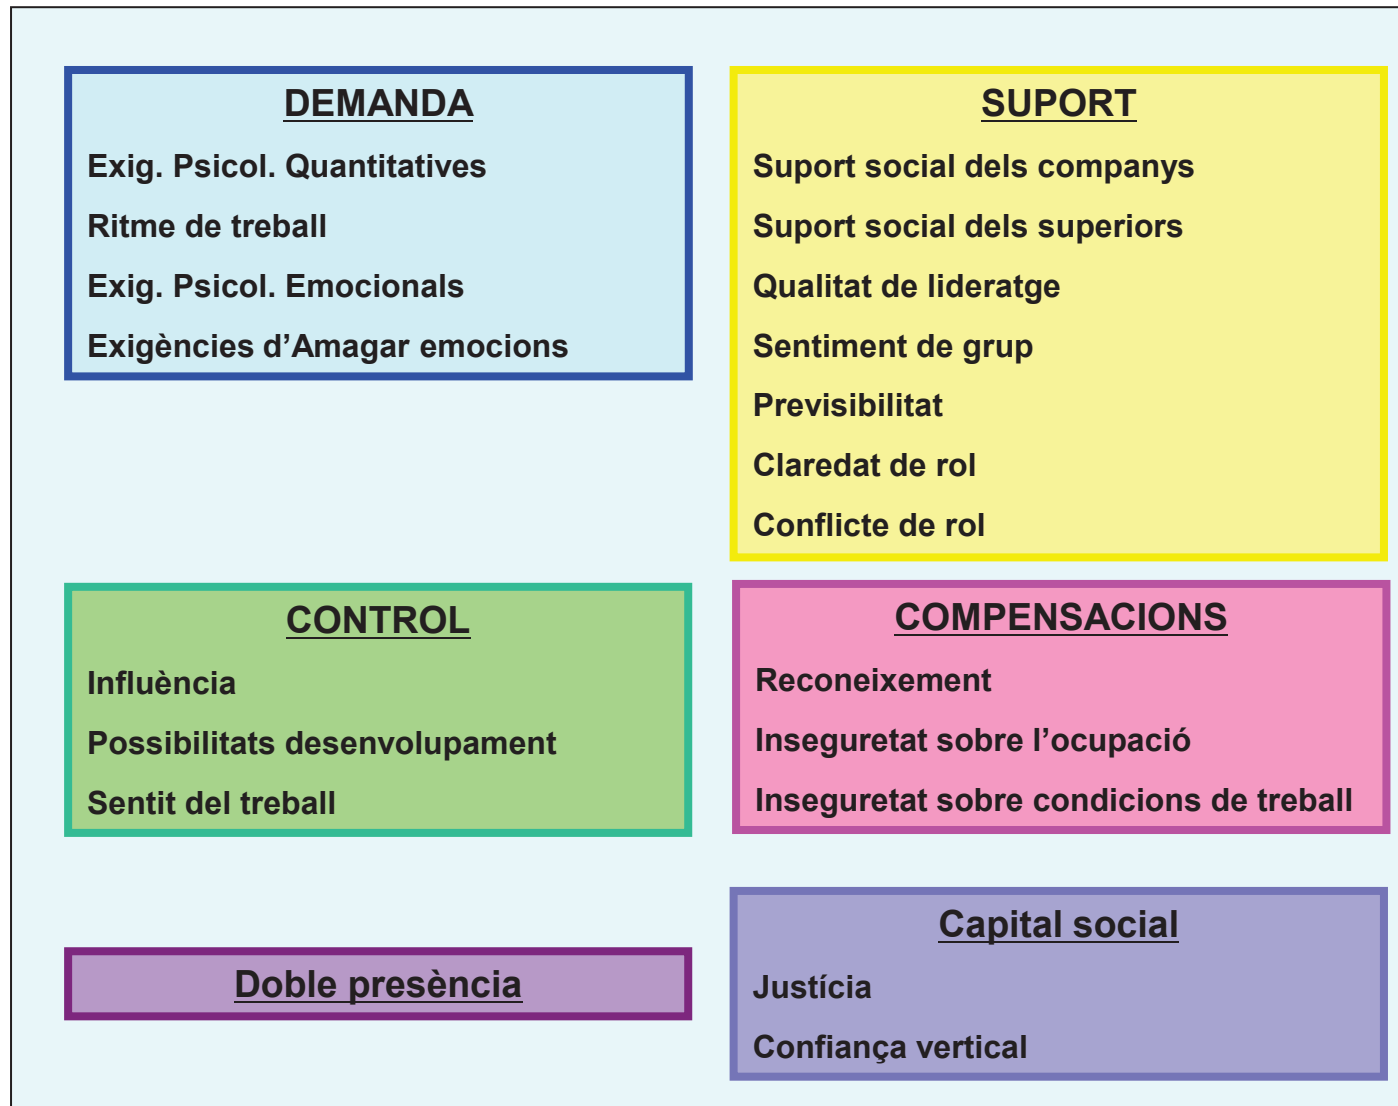 DEMANDA
Exig. Psicol. Quantitatives
Ritme de treball
Exig. Psicol. Emocionals
Exigències d’Amagar emocions
SUPORT
Suport social dels companys
Suport social dels superiors
Qualitat de lideratge
Sentiment de grup
Previsibilitat
Claredat de rol
Conflicte de rol
CONTROL
Influència
Possibilitats desenvolupament
Sentit del treball
COMPENSACIONS
Reconeixement
Inseguretat sobre l’ocupació
Inseguretat sobre condicions de treball
Doble presència
Capital social
Justícia
Confiança vertical